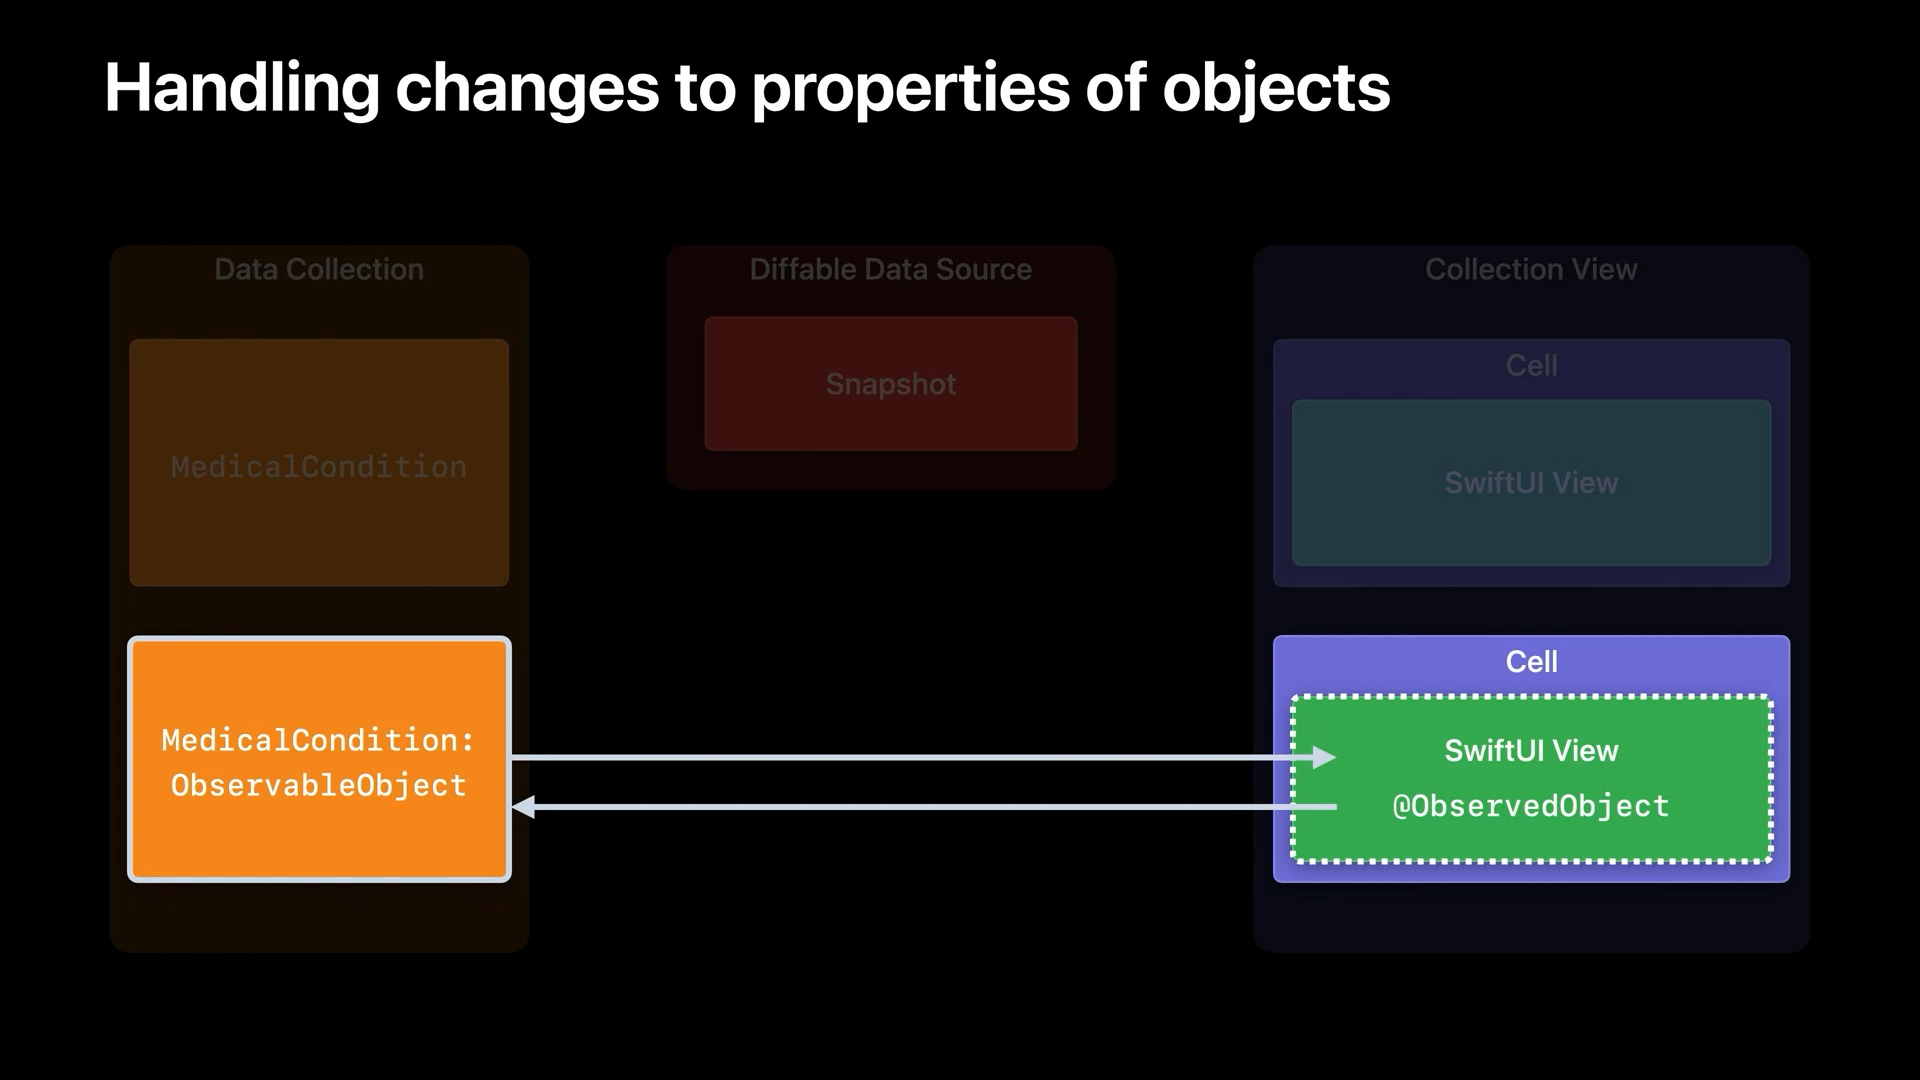 Handling changes to properties of objects
Data Collection
MedicalCondition
MedicalCondition:
ObservableObject
Diffable Data Source
Snapshot
Collection View
Cell
SwiftUI View
Cell
SwiftUI View
@ObservedObject